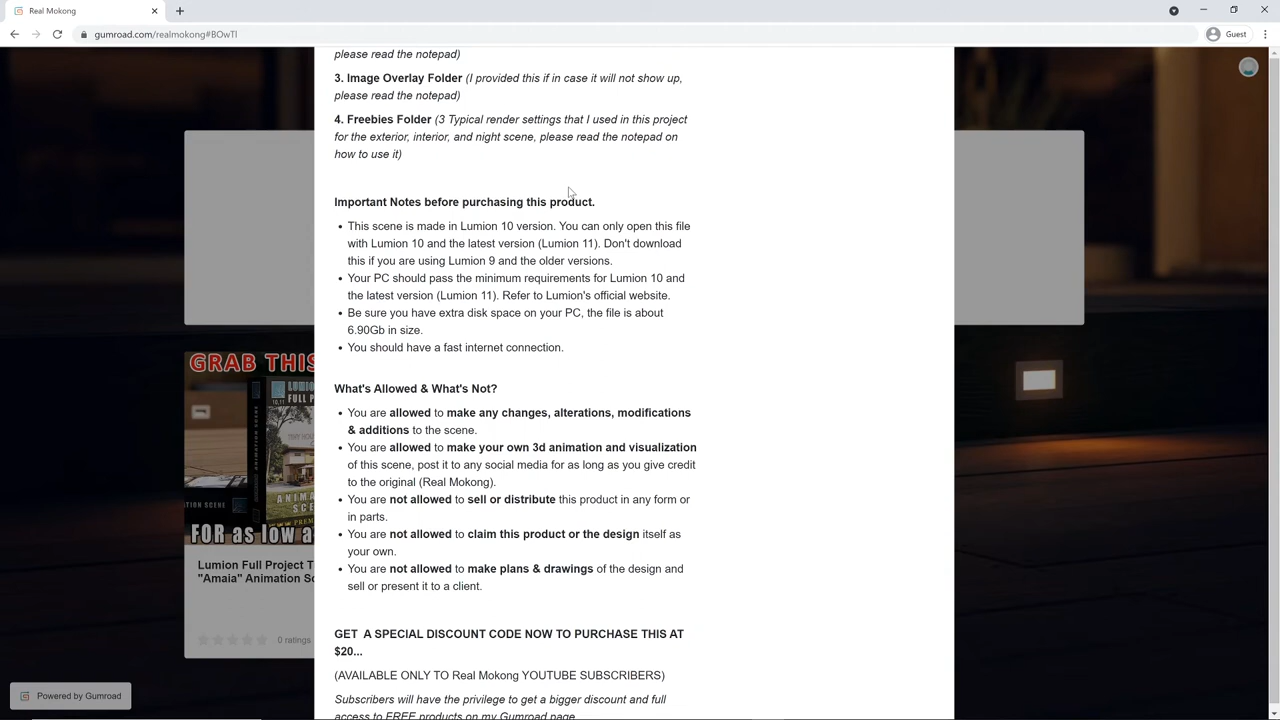 Real Mokong
gumroad.com/realmokong#BOwTl
Guest
please read the notepad)
3. Image Overlay Folder (I provided this if in case it will not show up,
please read the notepad)
4. Freebies Folder (3 Typical render settings that I used in this project
for the exterior, interior, and night scene, please read the notepad on
how to use it)
Important Notes before purchasing this product.
• This scene is made in Lumion 10 version. You can only open this file
with Lumion 10 and the latest version (Lumion 11). Don't download
this if you are using Lumion 9 and the older versions.
• Your PC should pass the minimum requirements for Lumion 10 and
the latest version (Lumion 11). Refer to Lumion's official website.
• Be sure you have extra disk space on your PC, the file is about
6.90Gb in size.
• You should have a fast internet connection.
What's Allowed & What's Not?
• You are allowed to make any changes, alterations, modifications
& additions to the scene.
• You are allowed to make your own 3d animation and visualization
of this scene, post it to any social media for as long as you give credit
to the original (Real Mokong).
• You are not allowed to sell or distribute this product in any form or
in parts.
• You are not allowed to claim this product or the design itself as
your own.
• You are not allowed to make plans & drawings of the design and
sell or present it to a client.
GET A SPECIAL DISCOUNT CODE NOW TO PURCHASE THIS AT
$20...
(AVAILABLE ONLY TO Real Mokong YOUTUBE SUBSCRIBERS)
Subscribers will have the privilege to get a bigger discount and full
access to FREE products on my Gumroad page
GRAB THIS
FOR as low a
Lumion Full Project T
"Amaia" Animation Sc
0 ratings
Powered by Gumroad